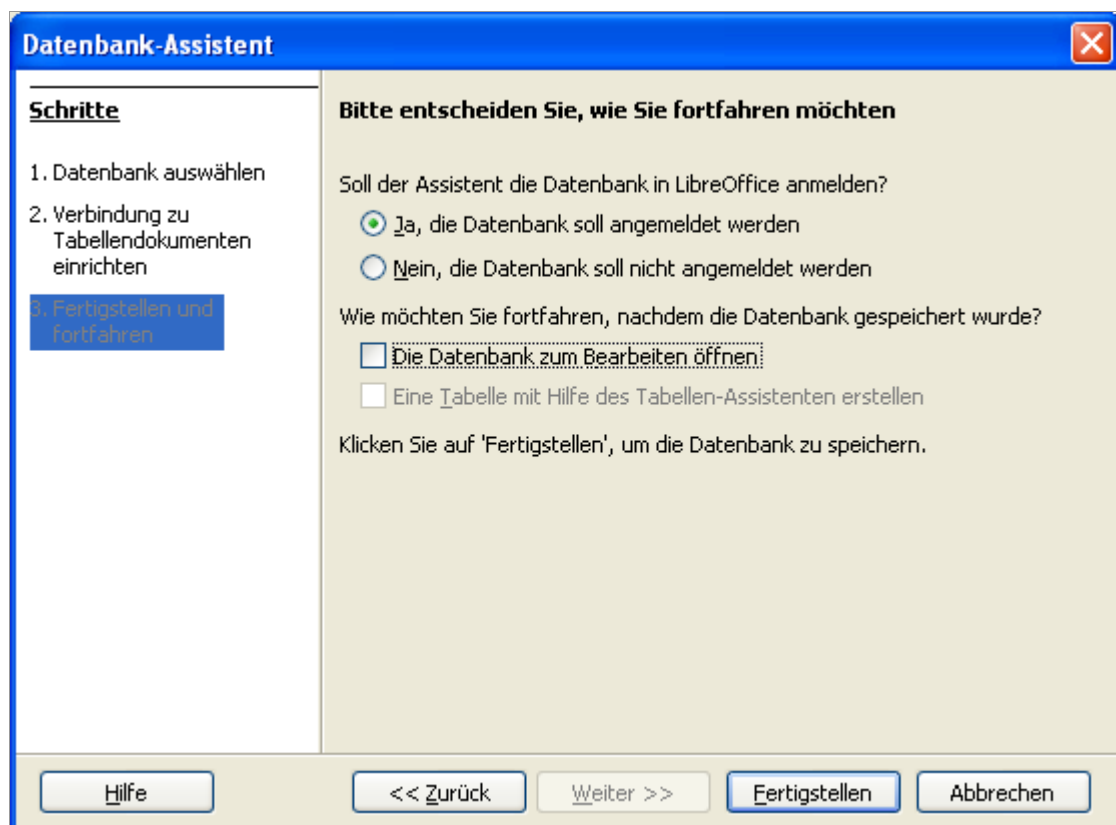 Datenbank-Assistent
Schritte
1. Datenbank auswählen
2. Verbindung zu
Tabellendokumenten
einrichten
3. Fertigstellen und
fortfahren
Bitte entscheiden Sie, wie Sie fortfahren möchten
Soll der Assistent die Datenbank in LibreOffice anmelden?
Ja, die Datenbank soll angemeldet werden
Nein, die Datenbank soll nicht angemeldet werden
Wie möchten Sie fortfahren, nachdem die Datenbank gespeichert wurde?
Die Datenbank zum Bearbeiten öffnen
Eine Tabelle mit Hilfe des Tabellen-Assistenten erstellen
Klicken Sie auf 'Fertigstellen', um die Datenbank zu speichern.
Hilfe
<< Zurück
Weiter >>
Fertigstellen
Abbrechen